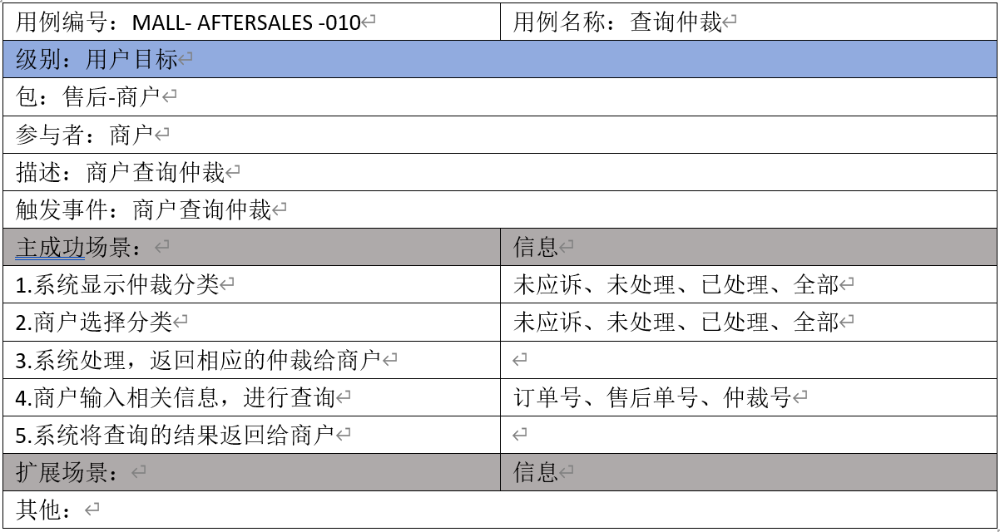 用例编号：MALL- AFTERSALES -010 用例名称：查询仲裁
级别：用户目标
包：售后-商户
参与者：商户
描述：商户查询仲裁
触发事件：商户查询仲裁
主成功场景： 信息
1.系统显示仲裁分类 未应诉、未处理、已处理、全部
2.商户选择分类 未应诉、未处理、已处理、全部
3.系统处理，返回相应的仲裁给商户
4.商户输入相关信息，进行查询 订单号、售后单号、仲裁号
5.系统将查询的结果返回给商户
扩展场景： 信息
其他：